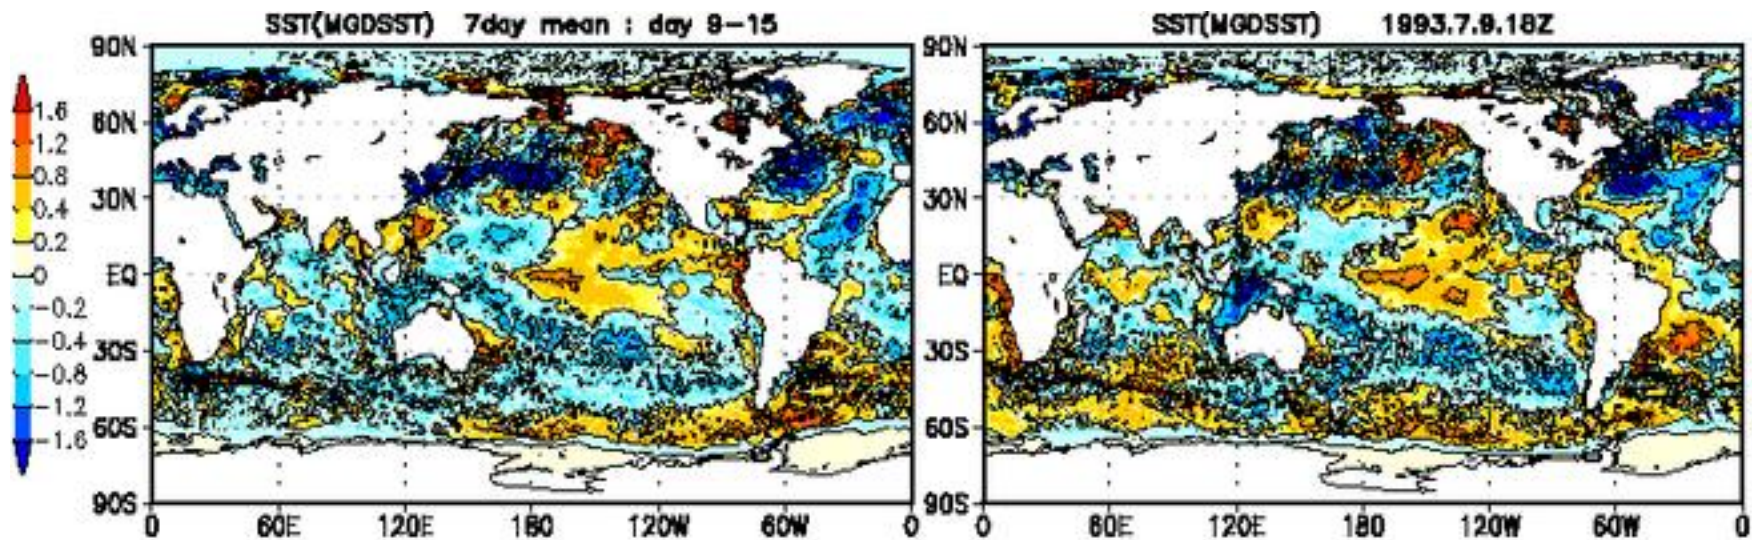 SST(MGDSST) 7day mean : day 9-15
SST(MGDSST) 1993.7.9.18Z
90N
60N
30N
EQ
30S
60S
90S
0 60E 120E 180 120W 60W 0
90N
60N
30N
EQ
30S
60S
90S
0 60E 120E 180 120W 60W 0
1.6
1.2
0.8
0.4
0.2
0
-0.2
-0.4
-0.8
-1.2
-1.6